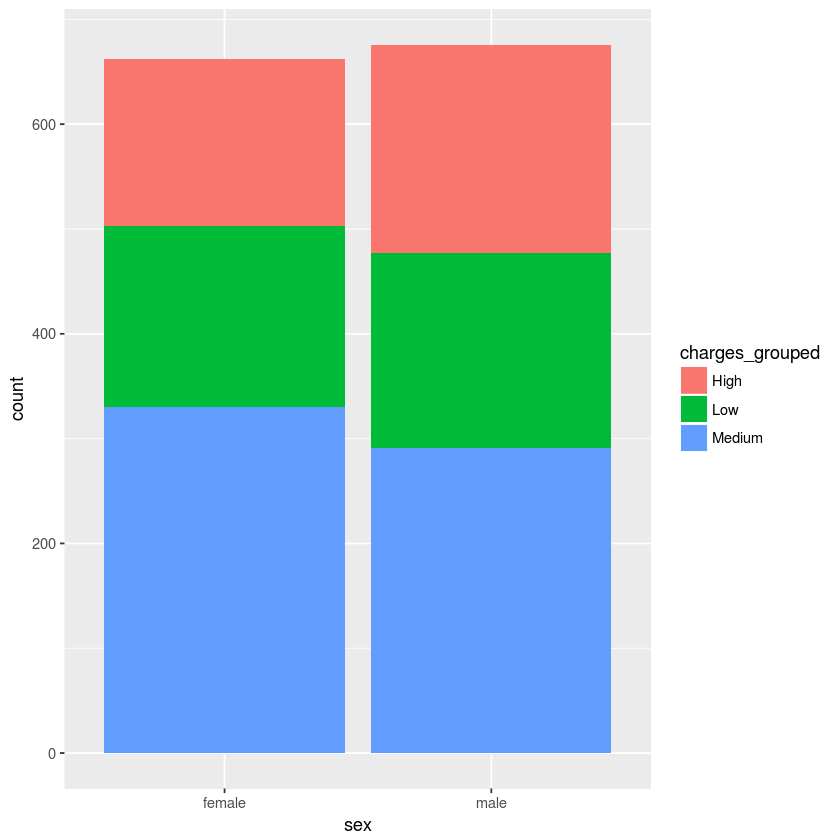 600
400
200
0
count
female
male
sex
charges_grouped
High
Low
Medium